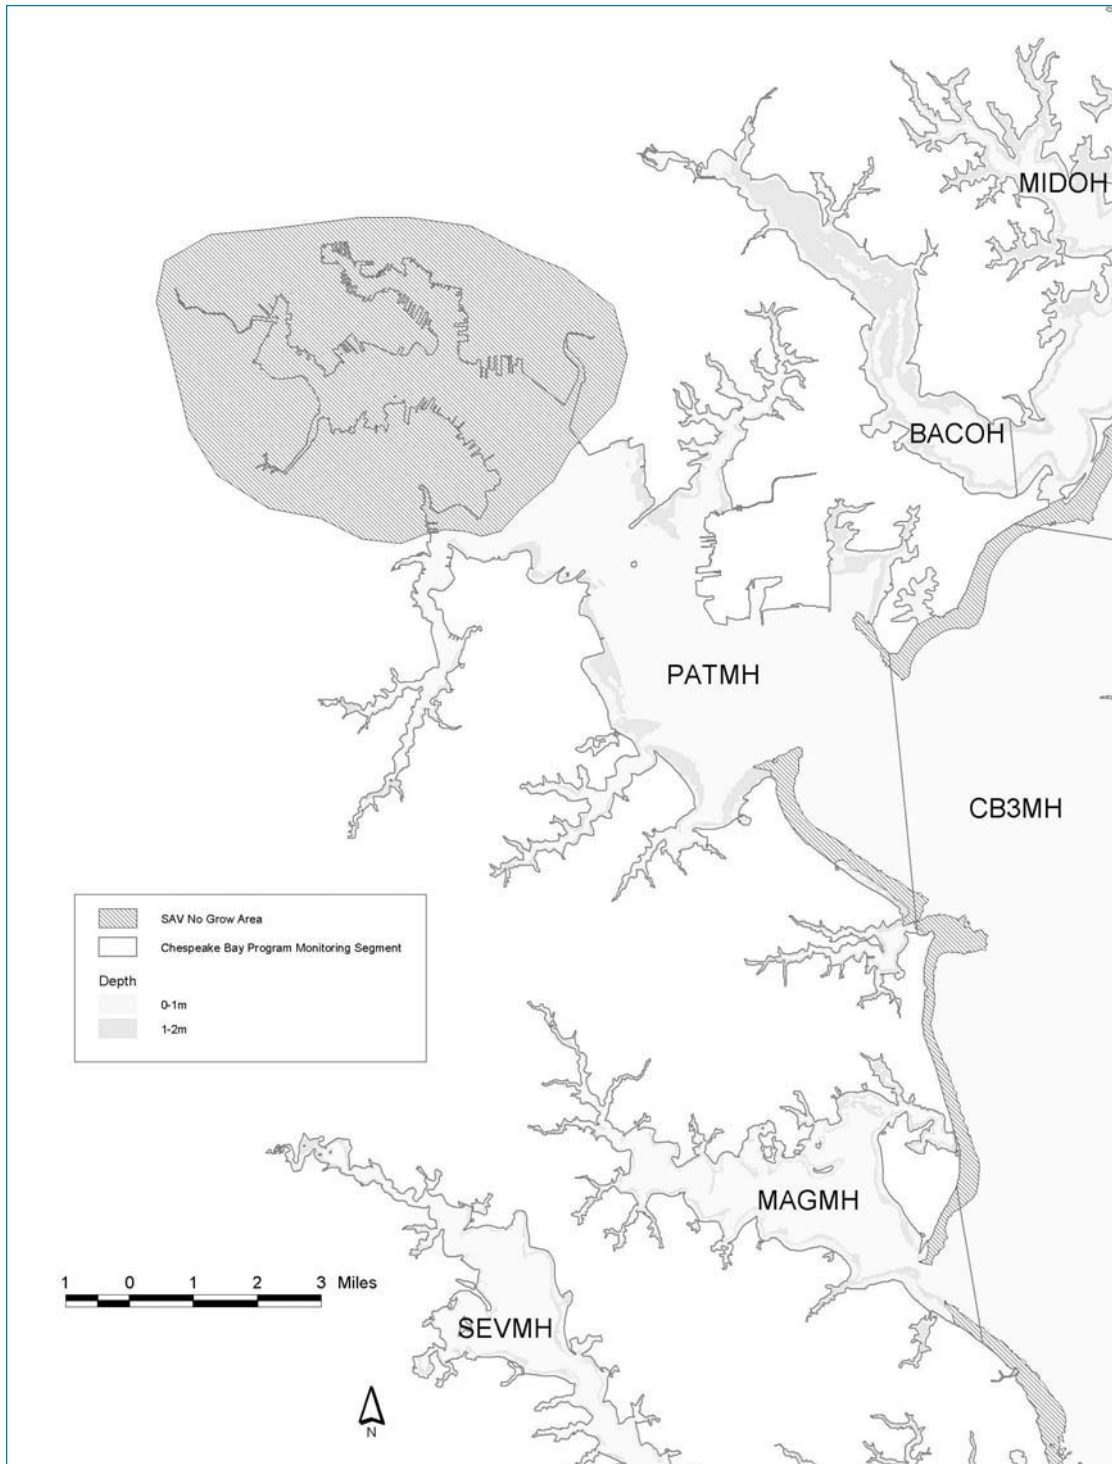 MIDOH
BACOH
PATMH
CB3MH
SAV No Grow Area
Chespeake Bay Program Monitoring Segment
Depth
0-1m
1-2m
MAGMH
1 0 1 2 3 Miles
SEVMH
N